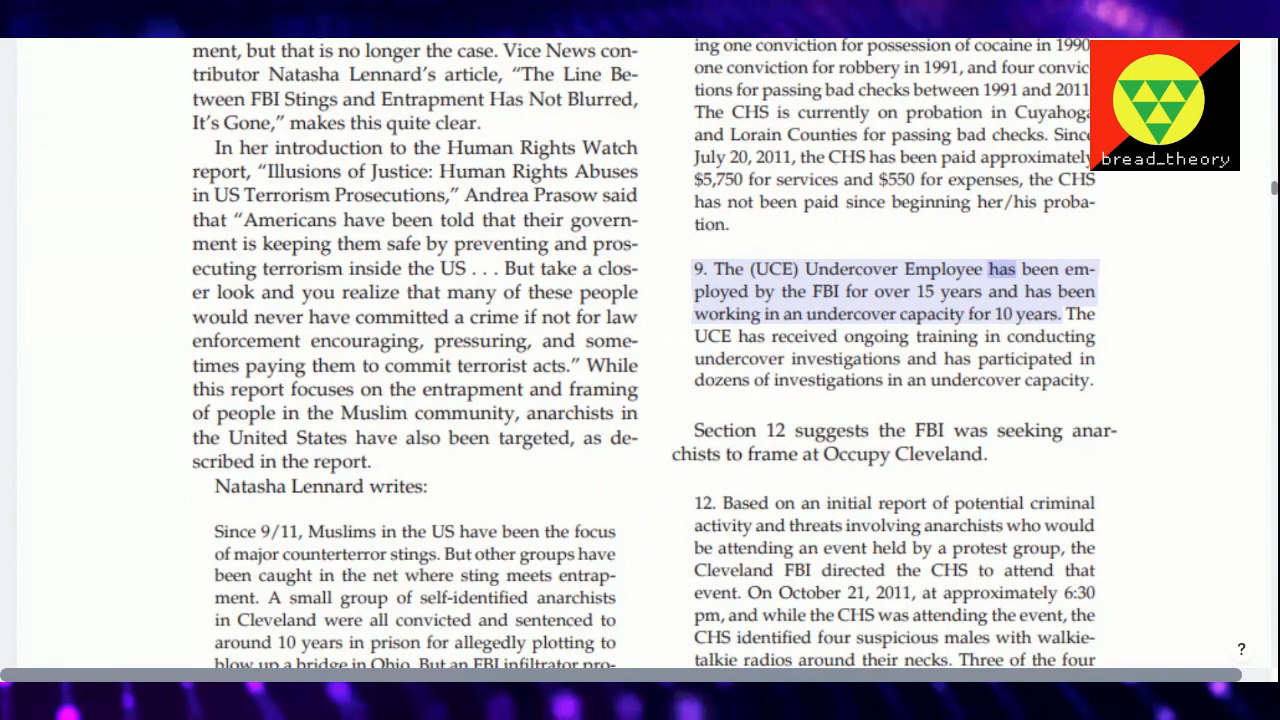 ment, but that is no longer the case. Vice News con-
tributor Natasha Lennard's article, “The Line Be-
tween FBI Stings and Entrapment Has Not Blurred,
It's Gone,” makes this quite clear.
In her introduction to the Human Rights Watch
report, “Illusions of Justice: Human Rights Abuses
in US Terrorism Prosecutions,” Andrea Prasow said
that “Americans have been told that their govern-
ment is keeping them safe by preventing and pros-
ecuting terrorism inside the US . . . But take a clos-
er look and you realize that many of these people
would never have committed a crime if not for law
enforcement encouraging, pressuring, and some-
times paying them to commit terrorist acts.” While
this report focuses on the entrapment and framing
of people in the Muslim community, anarchists in
the United States have also been targeted, as de-
scribed in the report.
Natasha Lennard writes:
Since 9/11, Muslims in the US have been the focus
of major counterterror stings. But other groups have
been caught in the net where sting meets entrap-
ment. A small group of self-identified anarchists
in Cleveland were all convicted and sentenced to
around 10 years in prison for allegedly plotting to
blow up a bridge in Ohio. But an FBI infiltrator pro-
ing one conviction for possession of cocaine in 1990
one conviction for robbery in 1991, and four convic
tions for passing bad checks between 1991 and 2011
The CHS is currently on probation in Cuyahoga
and Lorain Counties for passing bad checks. Since
July 20, 2011, the CHS has been paid approximately
$5,750 for services and $550 for expenses, the CHS
has not been paid since beginning her/his proba-
tion.
9. The (UCE) Undercover Employee has been em-
ployed by the FBI for over 15 years and has been
working in an undercover capacity for 10 years. The
UCE has received ongoing training in conducting
undercover investigations and has participated in
dozens of investigations in an undercover capacity.
Section 12 suggests the FBI was seeking anar-
chists to frame at Occupy Cleveland.
12. Based on an initial report of potential criminal
activity and threats involving anarchists who would
be attending an event held by a protest group, the
Cleveland FBI directed the CHS to attend that
event. On October 21, 2011, at approximately 6:30
pm, and while the CHS was attending the event, the
CHS identified four suspicious males with walkie-
talkie radios around their necks. Three of the four
bread_theory
?